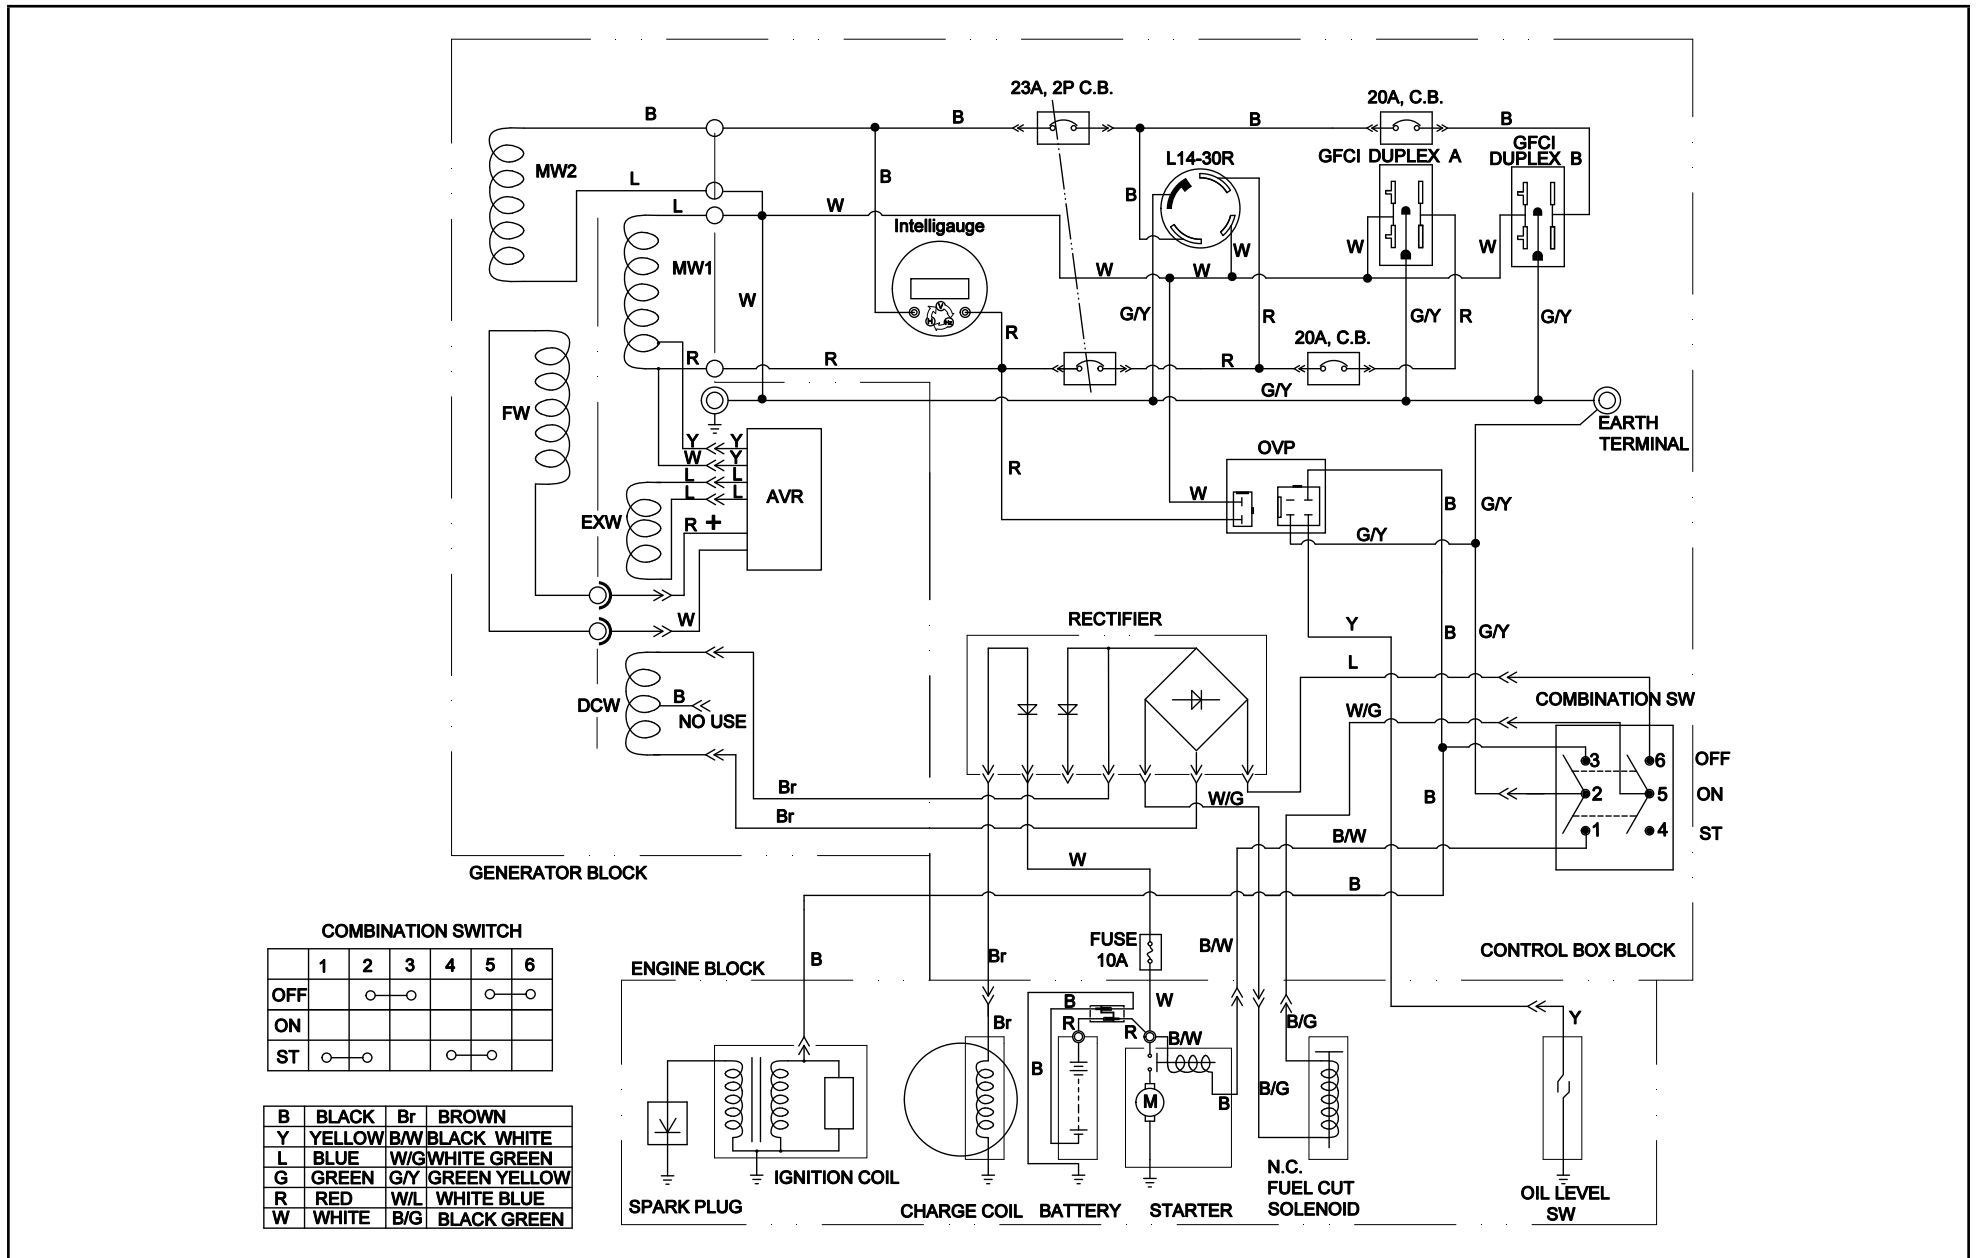 23A, 2P C.B.
20A, C.B.
B
B
B
B
GFCI
DUPLEX B
GFCI DUPLEX A
L14-30R
MW2
L
B
B
L
W
Intelligauge
W
W
W
MW1
W
W
W
V
H
Hz
G/Y
R
G/Y
R
G/Y
R
20A, C.B.
R
R
R
G/Y
FW
EARTH
TERMINAL
Y
Y
W
Y
L
L
L
L
AVR
OVP
R
W
B
G/Y
EXW
R +
G/Y
W
RECTIFIER
Y
B
G/Y
L
DCW
B
NO USE
COMBINATION SW
W/G
3
6
OFF
Br
W/G
B
2
5
ON
Br
B/W
1
4
ST
W
GENERATOR BLOCK
B
COMBINATION SWITCH
FUSE
10A
B/W
CONTROL BOX BLOCK
1 2 3 4 5 6
OFF
ON
ST
ENGINE BLOCK
B
Br
W
B
R
R
B/W
Br
B/G
Y
B
B/G
M
B
B BLACK Br BROWN
Y YELLOW B/W BLACK WHITE
L BLUE W/G WHITE GREEN
G GREEN G/Y GREEN YELLOW
R RED W/L WHITE BLUE
W WHITE B/G BLACK GREEN
SPARK PLUG
IGNITION COIL
CHARGE COIL
BATTERY
STARTER
N.C.
FUEL CUT
SOLENOID
OIL LEVEL
SW